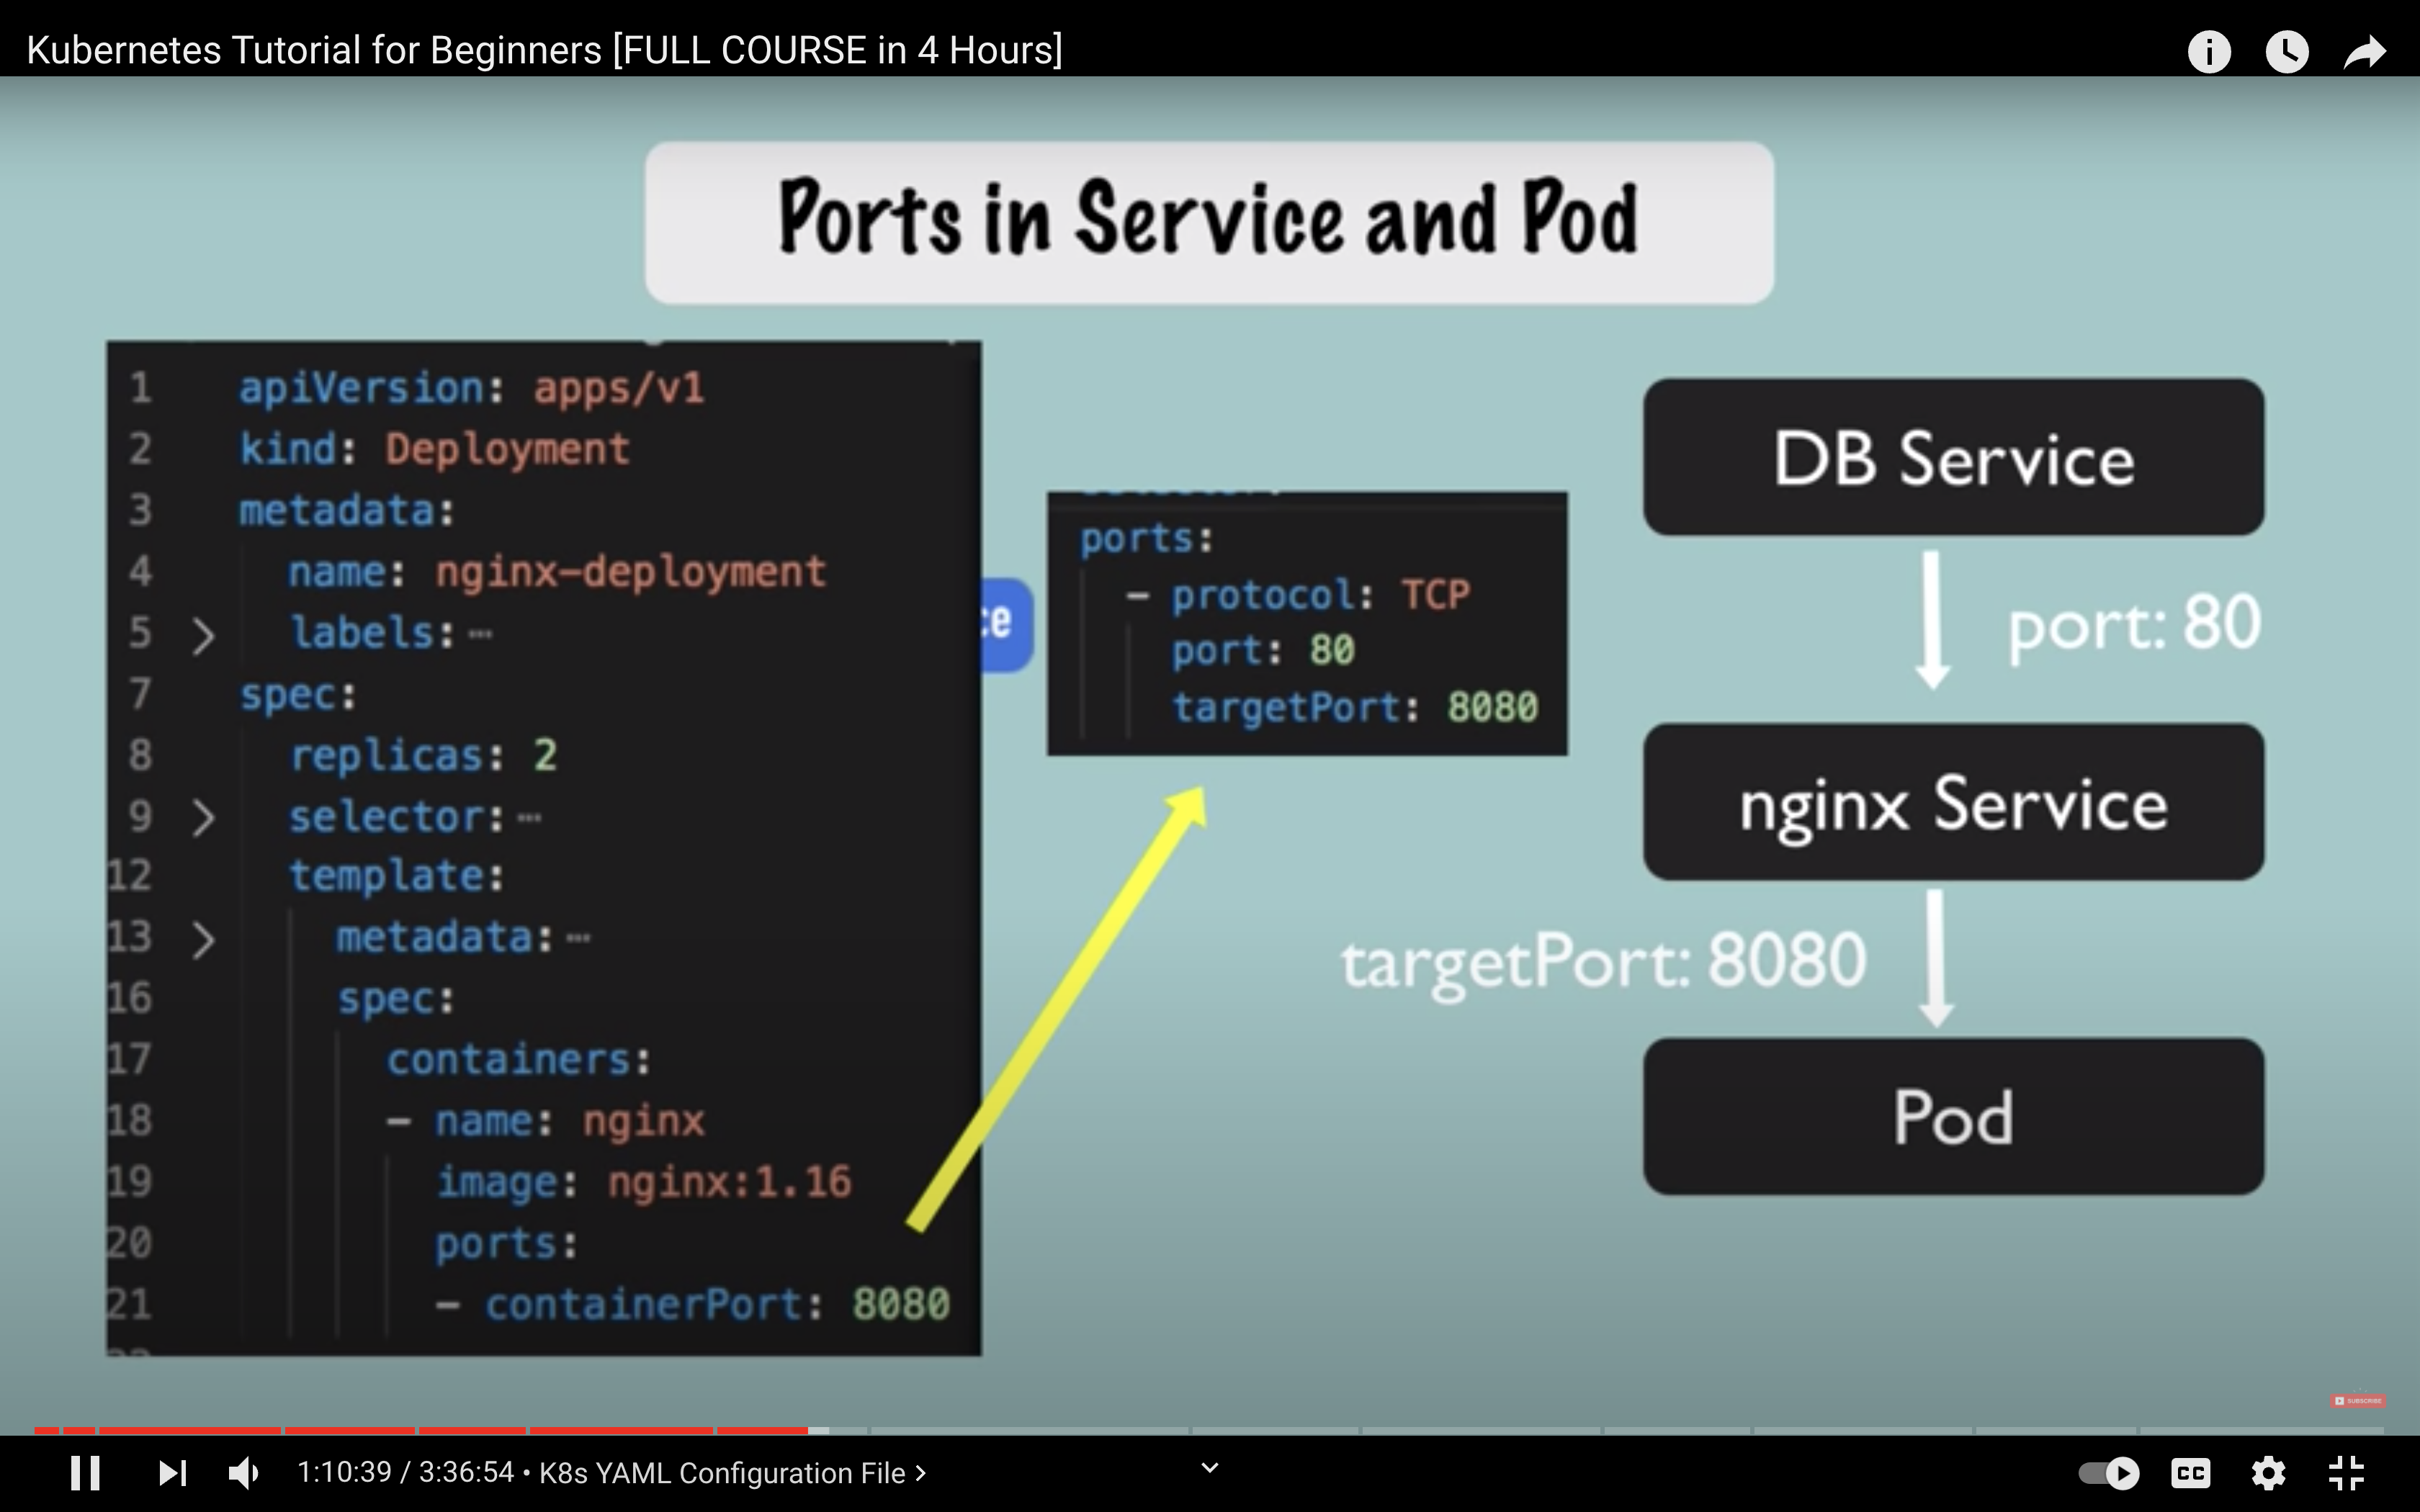 Kubernetes Tutorial for Beginners [FULL COURSE in 4 Hours]
Ports in Service and Pod
1 apiVersion: apps/v1
2 kind: Deployment
3 metadata:
4 name: nginx-deployment
5 labels:…
7 spec:
8 replicas: 2
9 selector:…
12 template:
13 metadata:…
16 spec:
17 containers:
18 - name: nginx
19 image: nginx:1.16
20 ports:
21 - containerPort: 8080
ports:
- protocol: TCP
port: 80
targetPort: 8080
DB Service
port: 80
nginx Service
targetPort: 8080
Pod
SUBSCRIBE
1:10:39 / 3:36:54 • K8s YAML Configuration File >
CC